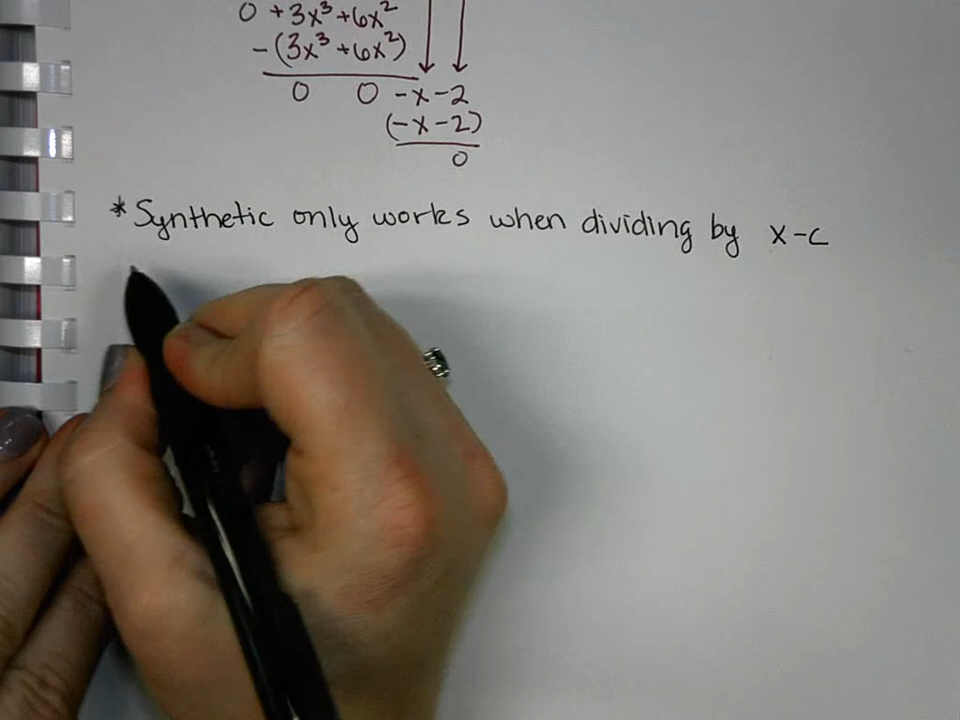 0 + 3x³ + 6x²
- (3x³ + 6x²)
0 0 - x - 2
(- x - 2)
0
* Synthetic only works when dividing by x - c